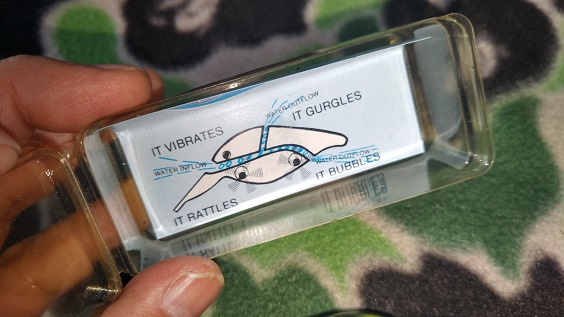 WATER OUTFLOW
IT GURGLES
IT VIBRATES
WATER INFLOW
WATER OUTFLOW
IT BUBBLES
IT RATTLES